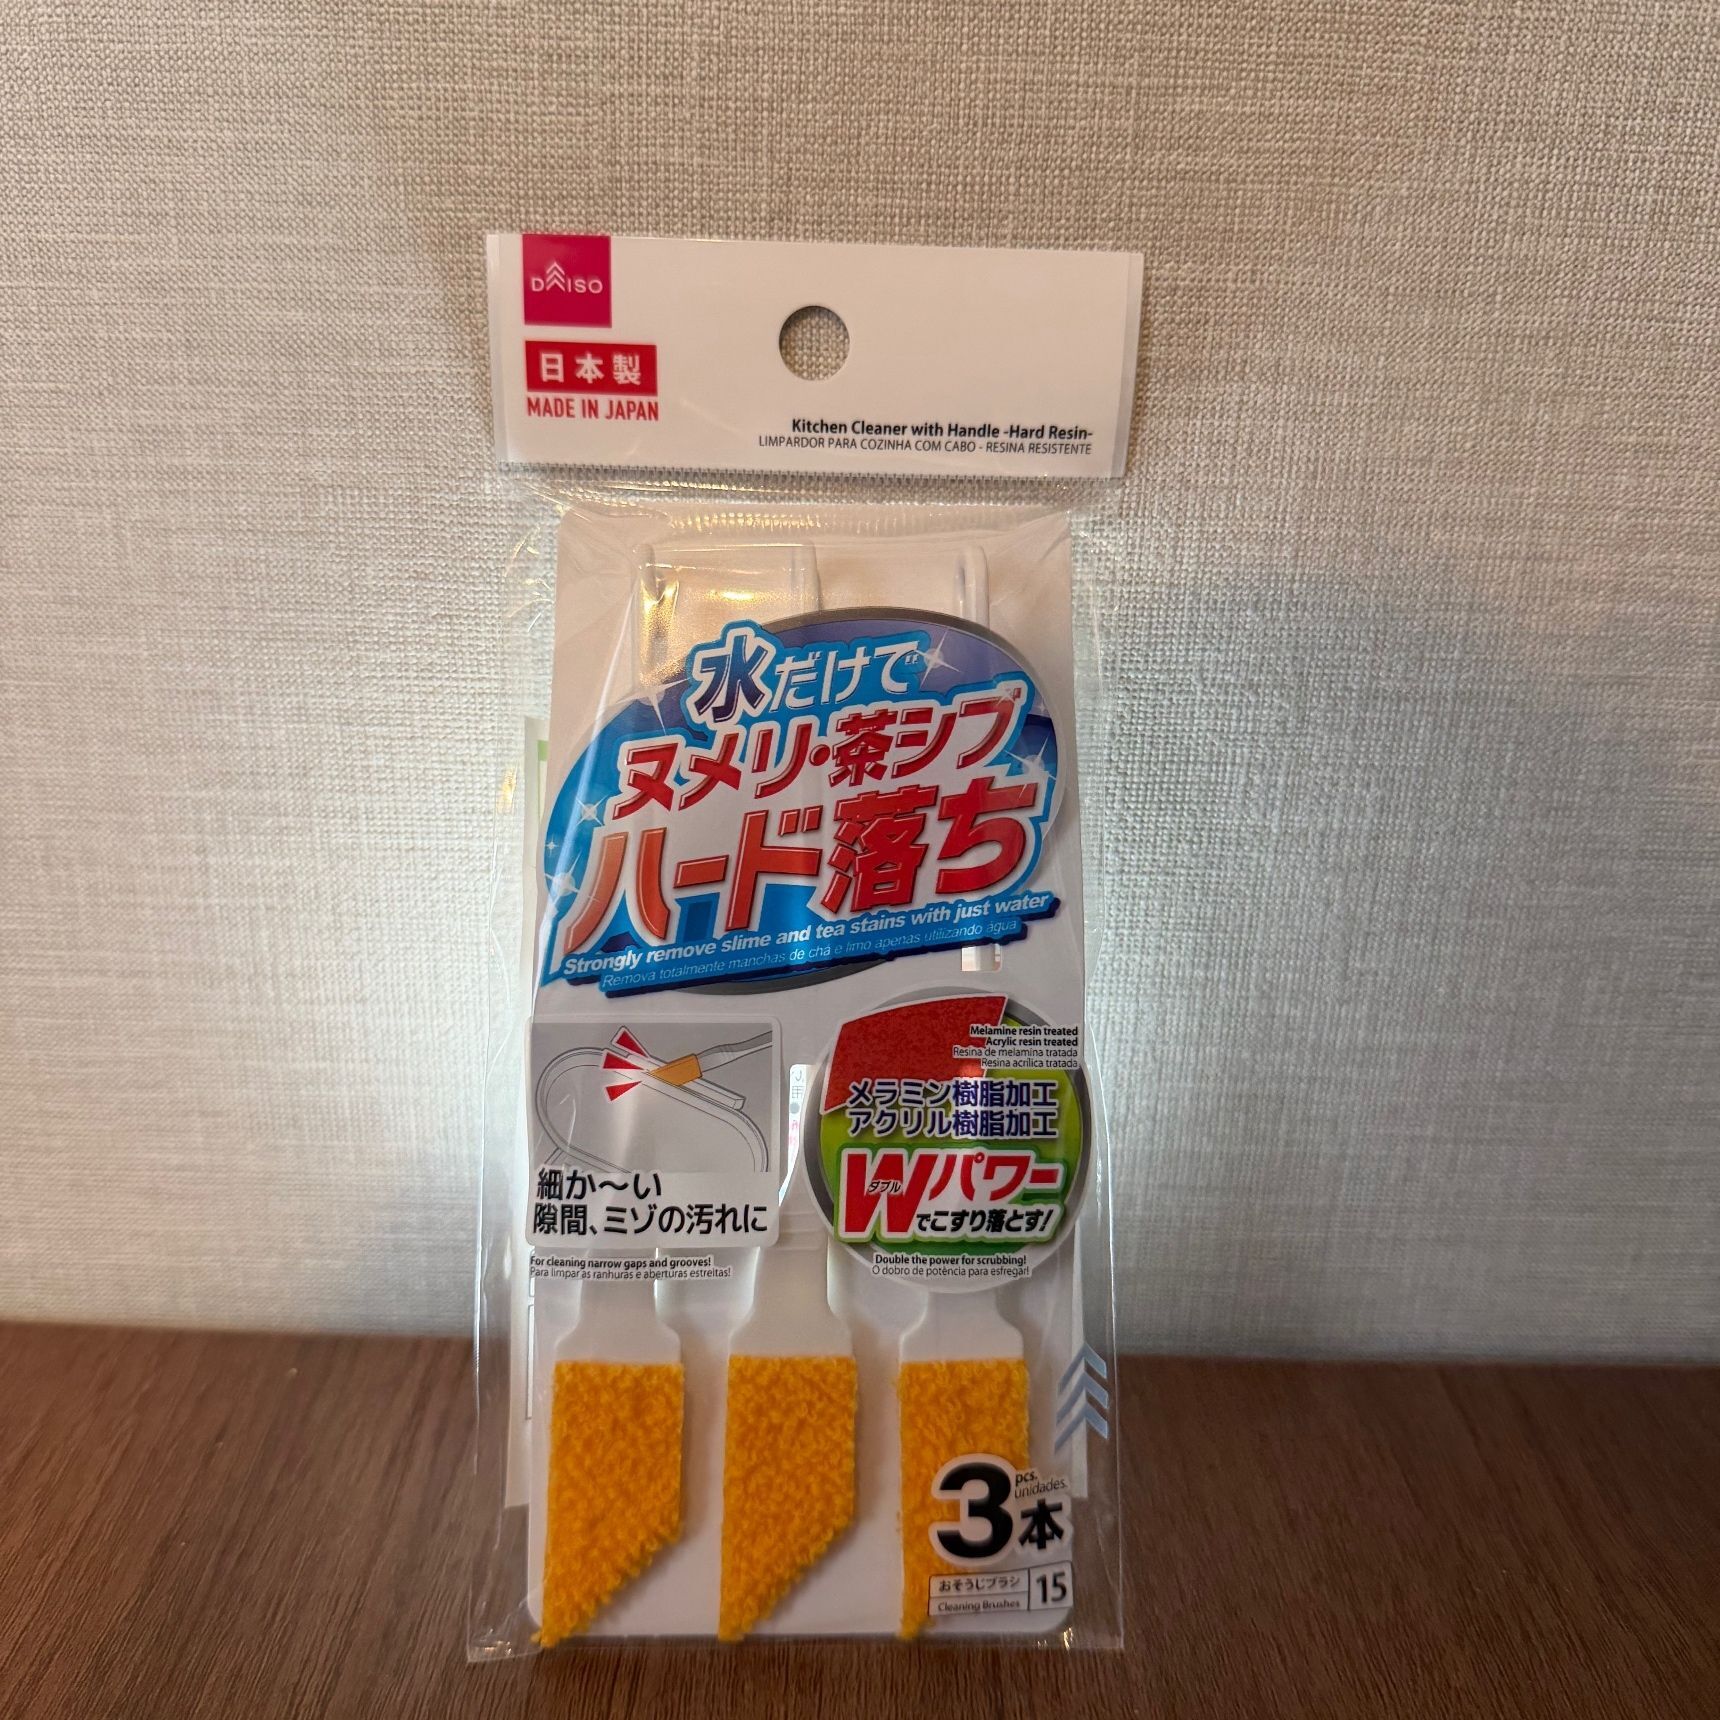 DAISO
日本製
MADE IN JAPAN
Kitchen Cleaner with Handle -Hard Resin-
LIMPARDOR PARA COZINHA COM CABO - RESINA RESISTENTE
水だけで
ヌメリ・茶シブ
ハード落ち
Strongly remove slime and tea stains with just water
Remova totalmente manchas de chá e limo apenas utilizando água
Melamine resin treated
Acrylic resin treated
Resina de melamina tratada
Resina acrílica tratada
メラミン樹脂加工
アクリル樹脂加工
Wパワー
ダブル
でこすり落とす!
Double the power for scrubbing!
O dobro de potência para esfregar!
細か〜い
隙間、ミゾの汚れに
For cleaning narrow gaps and grooves!
Para limpar as ranhuras e aberturas estreitas!
3本
pcs.
unidades.
おそうじブラシ
Cleaning Brushes
15